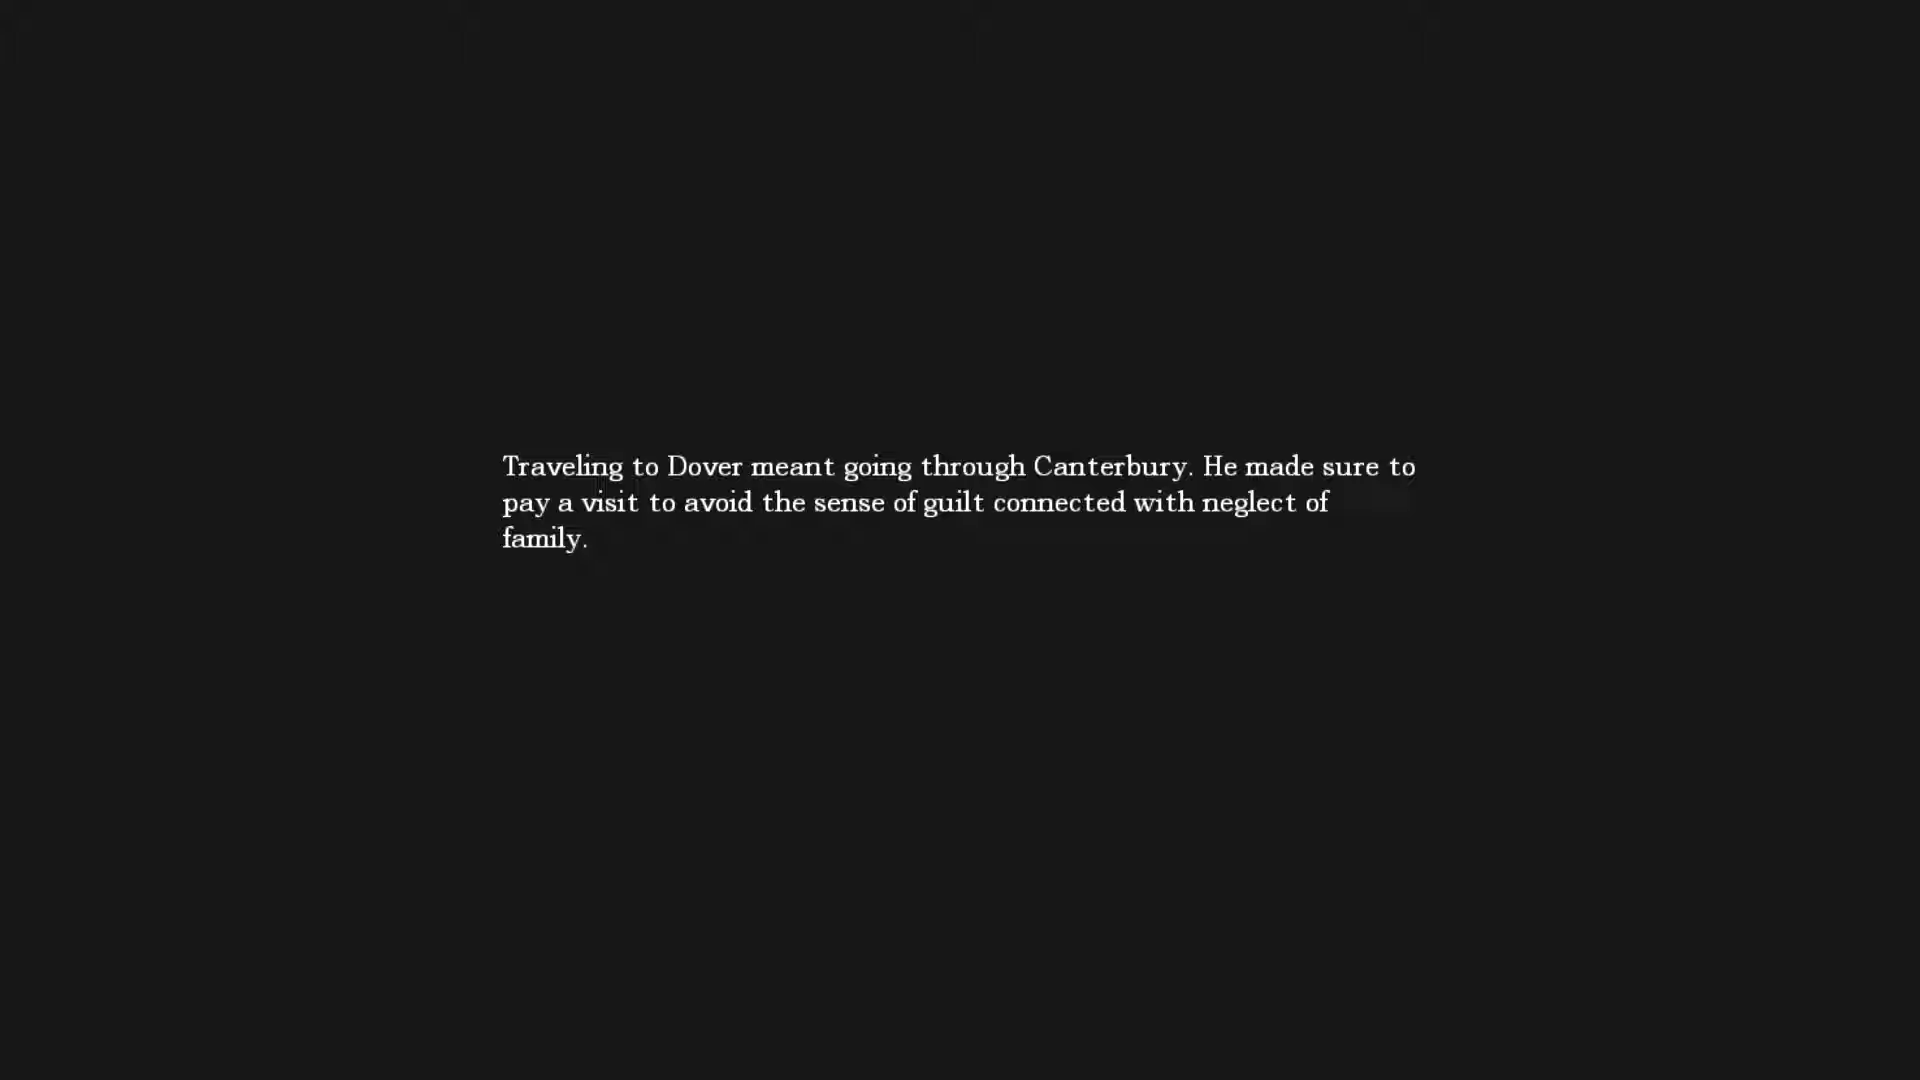 Traveling to Dover meant going through Canterbury. He made sure to
pay a visit to avoid the sense of guilt connected with neglect of
family.